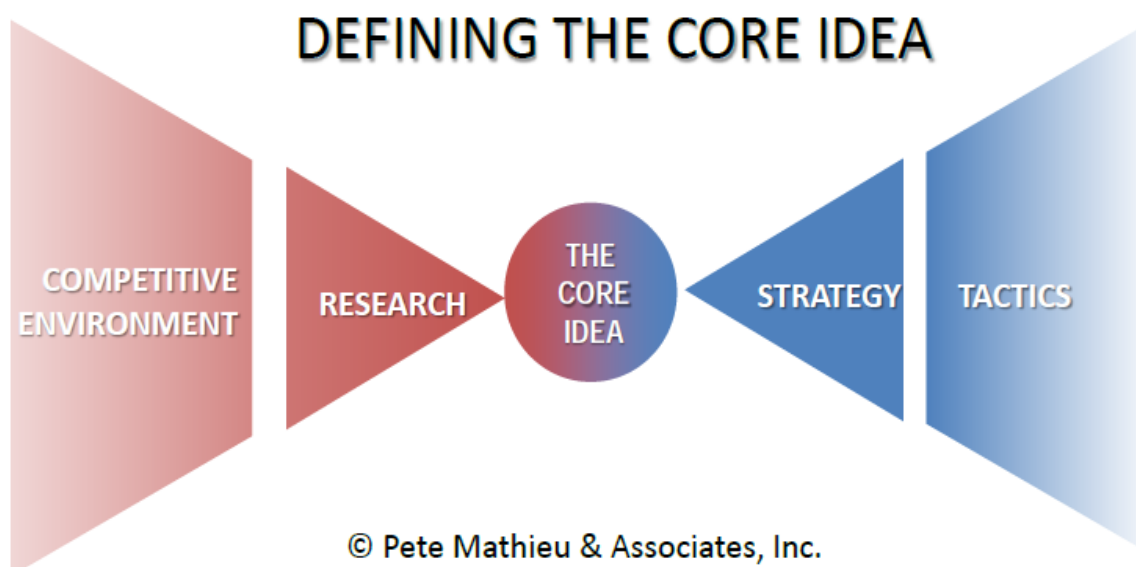 DEFINING THE CORE IDEA
COMPETITIVE
ENVIRONMENT
RESEARCH
THE
CORE
IDEA
STRATEGY
TACTICS
© Pete Mathieu & Associates, Inc.